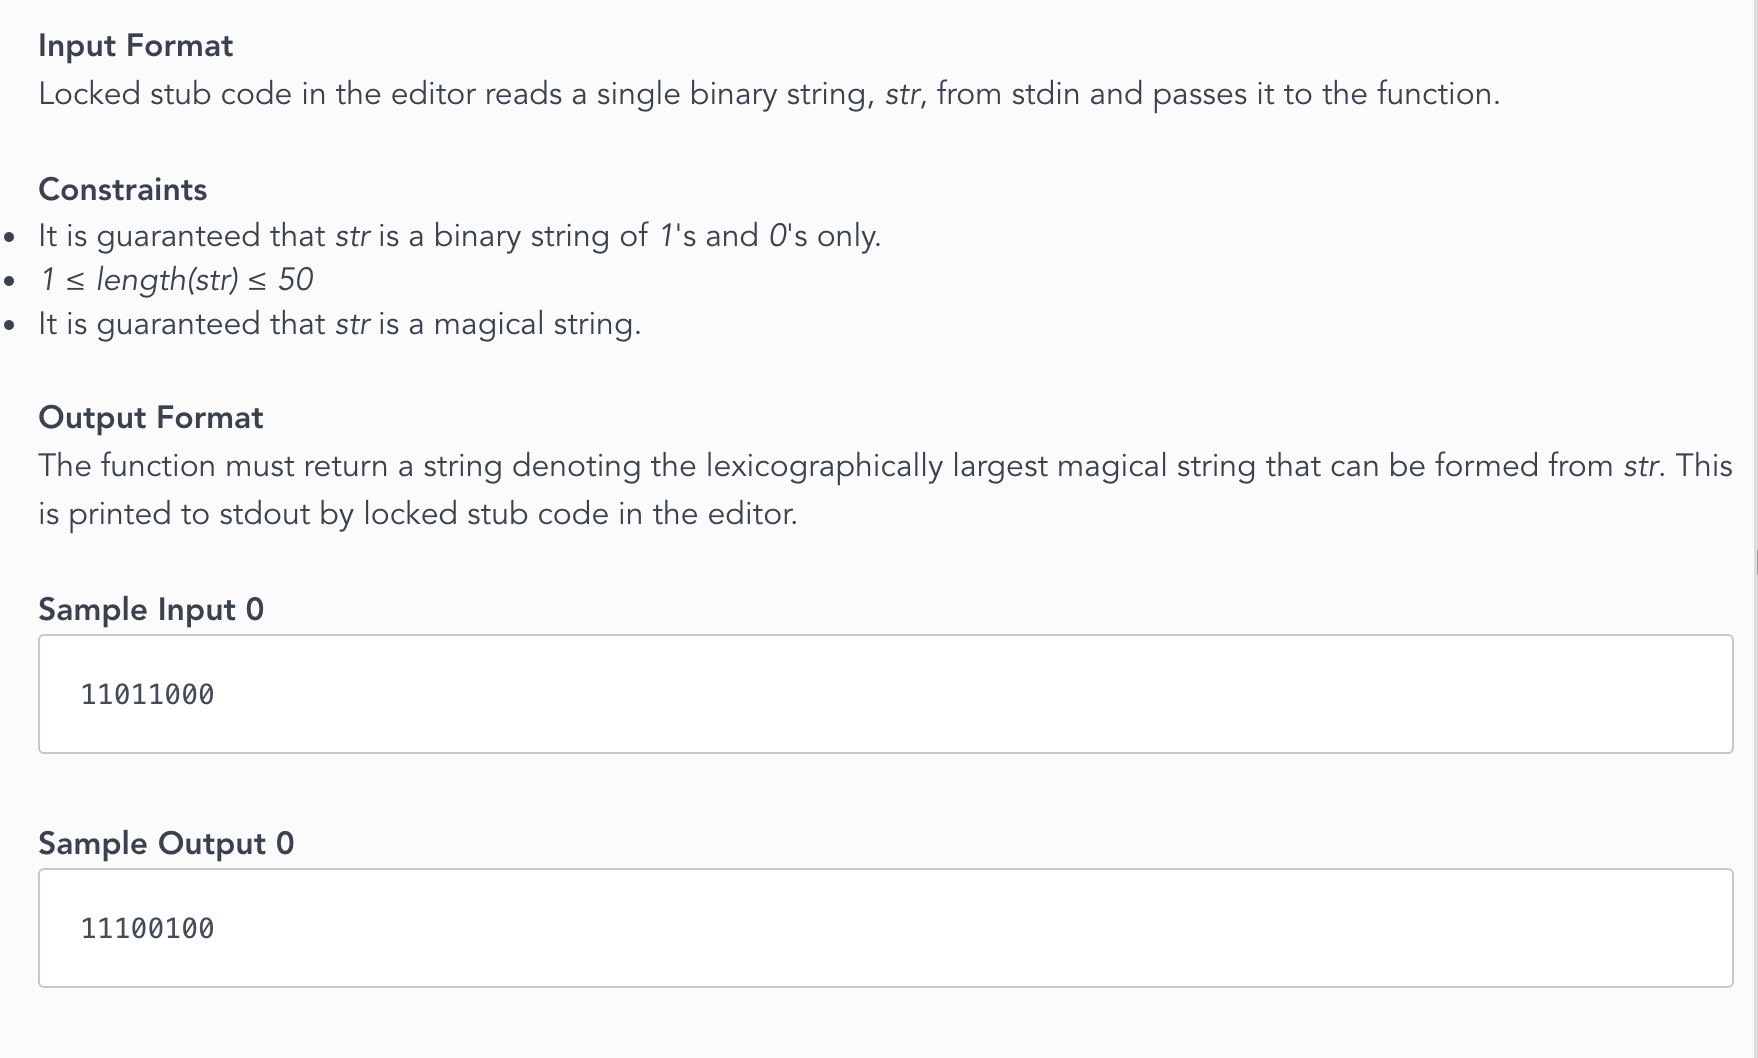 Input Format
Locked stub code in the editor reads a single binary string, str, from stdin and passes it to the function.
Constraints
• It is guaranteed that str is a binary string of 1's and 0's only.
• 1 ≤ length(str) ≤ 50
• It is guaranteed that str is a magical string.
Output Format
The function must return a string denoting the lexicographically largest magical string that can be formed from str. This
is printed to stdout by locked stub code in the editor.
Sample Input 0
11011000
Sample Output 0
11100100